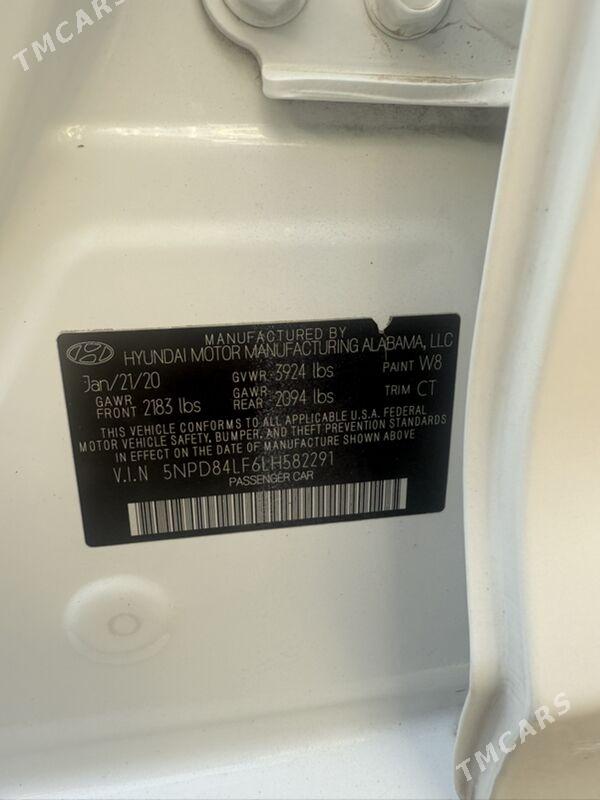 TMCARS
MANUFACTURED BY
HYUNDAI MOTOR MANUFACTURING ALABAMA, LLC
Jan/21/20 GVWR 3924 lbs PAINT W8
GAWR FRONT 2183 lbs GAWR REAR 2094 lbs TRIM CT
THIS VEHICLE CONFORMS TO ALL APPLICABLE U.S.A. FEDERAL
MOTOR VEHICLE SAFETY, BUMPER, AND THEFT PREVENTION STANDARDS
IN EFFECT ON THE DATE OF MANUFACTURE SHOWN ABOVE.
V.I.N 5NPD84LF6LH582291
PASSENGER CAR
TMCARS